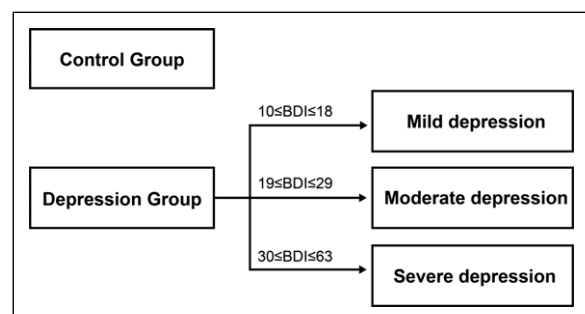 Control Group
10≤BDI≤18
Mild depression
Depression Group
19≤BDI≤29
Moderate depression
30≤BDI≤63
Severe depression